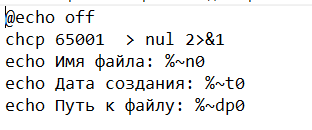 @echo off
chcp 65001  > nul 2>&1
echo Имя файла: %~n0
echo Дата создания: %~t0
echo Путь к файлу: %~dp0